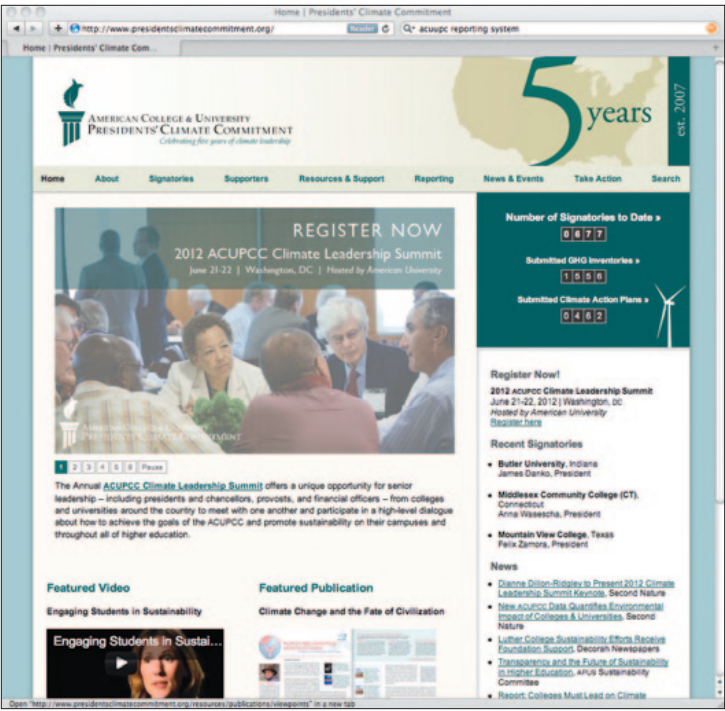 Home | Presidents' Climate Commitment
http://www.presidentsclimatecommitment.org/
Reader
acuupc reporting system
Home | Presidents' Climate Com...
5 years
est. 2007
AMERICAN COLLEGE & UNIVERSITY
PRESIDENTS' CLIMATE COMMITMENT
Celebrating five years of climate leadership
Home About Signatories Supporters Resources & Support Reporting News & Events Take Action Search
REGISTER NOW
2012 ACUPCC Climate Leadership Summit
June 21-22 | Washington, DC | Hosted by American University
AMERICAN COLLEGE & UNIVERSITY
PRESIDENTS' CLIMATE COMMITMENT
1 2 3 4 5 6 Pause
The Annual ACUPCC Climate Leadership Summit offers a unique opportunity for senior
leadership – including presidents and chancellors, provosts, and financial officers – from colleges
and universities around the country to meet with one another and participate in a high-level dialogue
about how to achieve the goals of the ACUPCC and promote sustainability on their campuses and
throughout all of higher education.
Featured Video
Engaging Students in Sustainability
Engaging Students in Sustai...
Featured Publication
Climate Change and the Fate of Civilization
Number of Signatories to Date »
0677
Submitted GHG Inventories »
1556
Submitted Climate Action Plans »
0462
Register Now!
2012 ACUPCC Climate Leadership Summit
June 21-22, 2012 | Washington, DC
Hosted by American University
Register here
Recent Signatories
Butler University, Indiana
James Danko, President
Middlesex Community College (CT),
Connecticut
Anna Wasescha, President
Mountain View College, Texas
Felix Zamora, President
News
Dianne Dillon-Ridgley to Present 2012 Climate
Leadership Summit Keynote, Second Nature
New ACUPCC Data Quantifies Environmental
Impact of Colleges & Universities, Second
Nature
Luther College Sustainability Efforts Receive
Foundation Support, Decorah Newspapers
Transparency and the Future of Sustainability
in Higher Education, APUS Sustainability
Committee
Report: Colleges Must Lead on Climate
Open "http://www.presidentsclimatecommitment.org/resources/publications/viewpoints" in a new tab